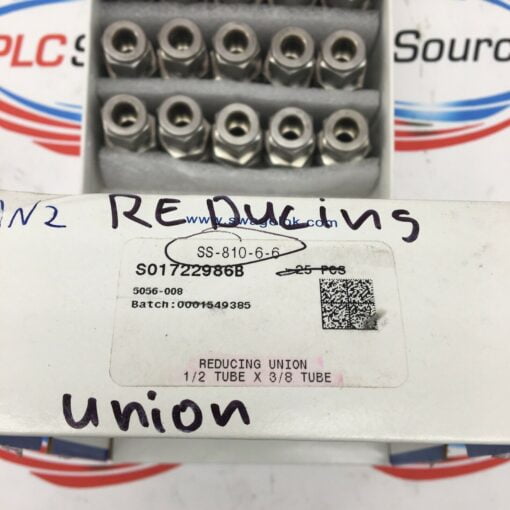 PLC S
Source
REDucing
www.swagelok.com
SS-810-6-6
S01722986B
25 PCS
5056-008
Batch:0001549385
REDUCING UNION
1/2 TUBE X 3/8 TUBE
union